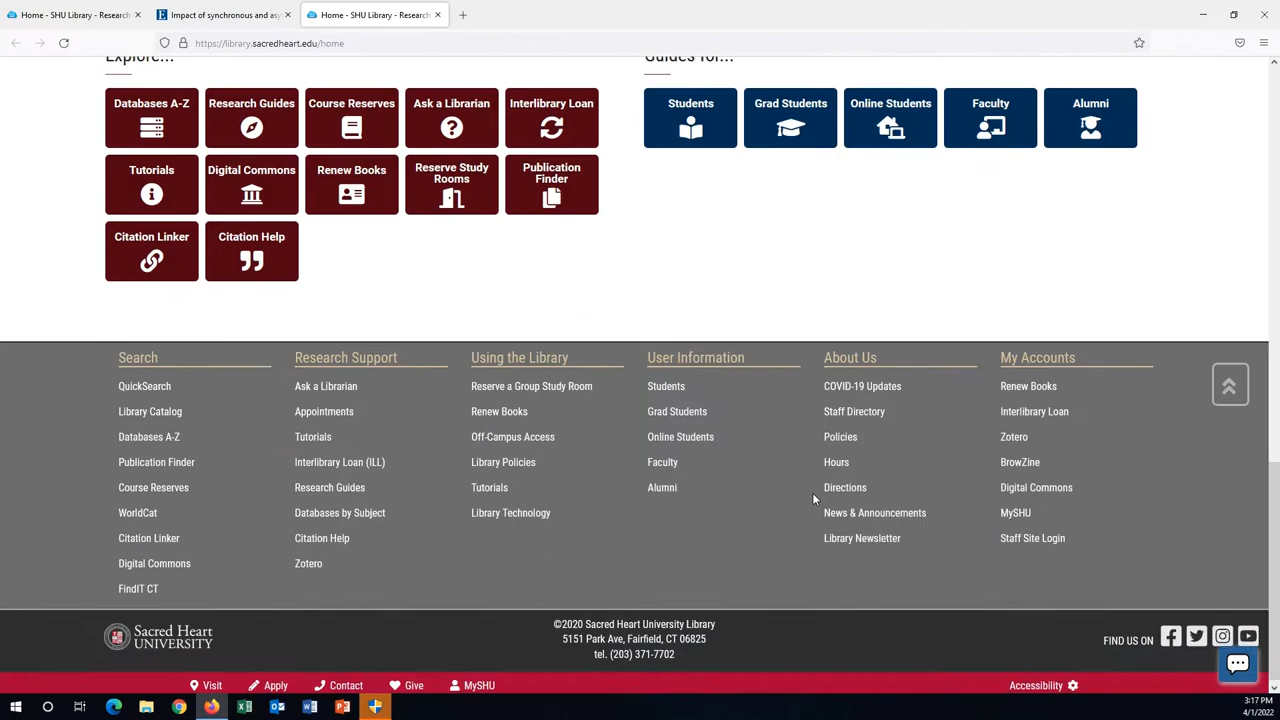 Home - SHU Library - Research
Impact of synchronous and as
Home - SHU Library - Research
https://library.sacredheart.edu/home
Explore...
Guides for...
Databases A-Z
Research Guides
Course Reserves
Ask a Librarian
Interlibrary Loan
Students
Grad Students
Online Students
Faculty
Alumni
Tutorials
Digital Commons
Renew Books
Reserve Study
Rooms
Publication
Finder
Citation Linker
Citation Help
Search
QuickSearch
Library Catalog
Databases A-Z
Publication Finder
Course Reserves
WorldCat
Citation Linker
Digital Commons
FindIT CT
Research Support
Ask a Librarian
Appointments
Tutorials
Interlibrary Loan (ILL)
Research Guides
Databases by Subject
Citation Help
Zotero
Using the Library
Reserve a Group Study Room
Renew Books
Off-Campus Access
Library Policies
Tutorials
Library Technology
User Information
Students
Grad Students
Online Students
Faculty
Alumni
About Us
COVID-19 Updates
Staff Directory
Policies
Hours
Directions
News & Announcements
Library Newsletter
My Accounts
Renew Books
Interlibrary Loan
Zotero
BrowZine
Digital Commons
MySHU
Staff Site Login
Sacred Heart
UNIVERSITY
©2020 Sacred Heart University Library
5151 Park Ave, Fairfield, CT 06825
tel. (203) 371-7702
FIND US ON
Visit
Apply
Contact
Give
MySHU
Accessibility
3:17 PM
4/1/2022